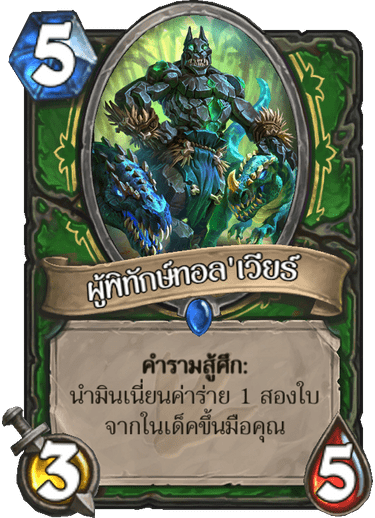 5
ผู้พิทักษ์ทอล'เวียร์
คำรามสู้ศึก:
นำมินเนี่ยนค่าร่าย 1 สองใบ
จากในเด็คขึ้นมือคุณ
3
5